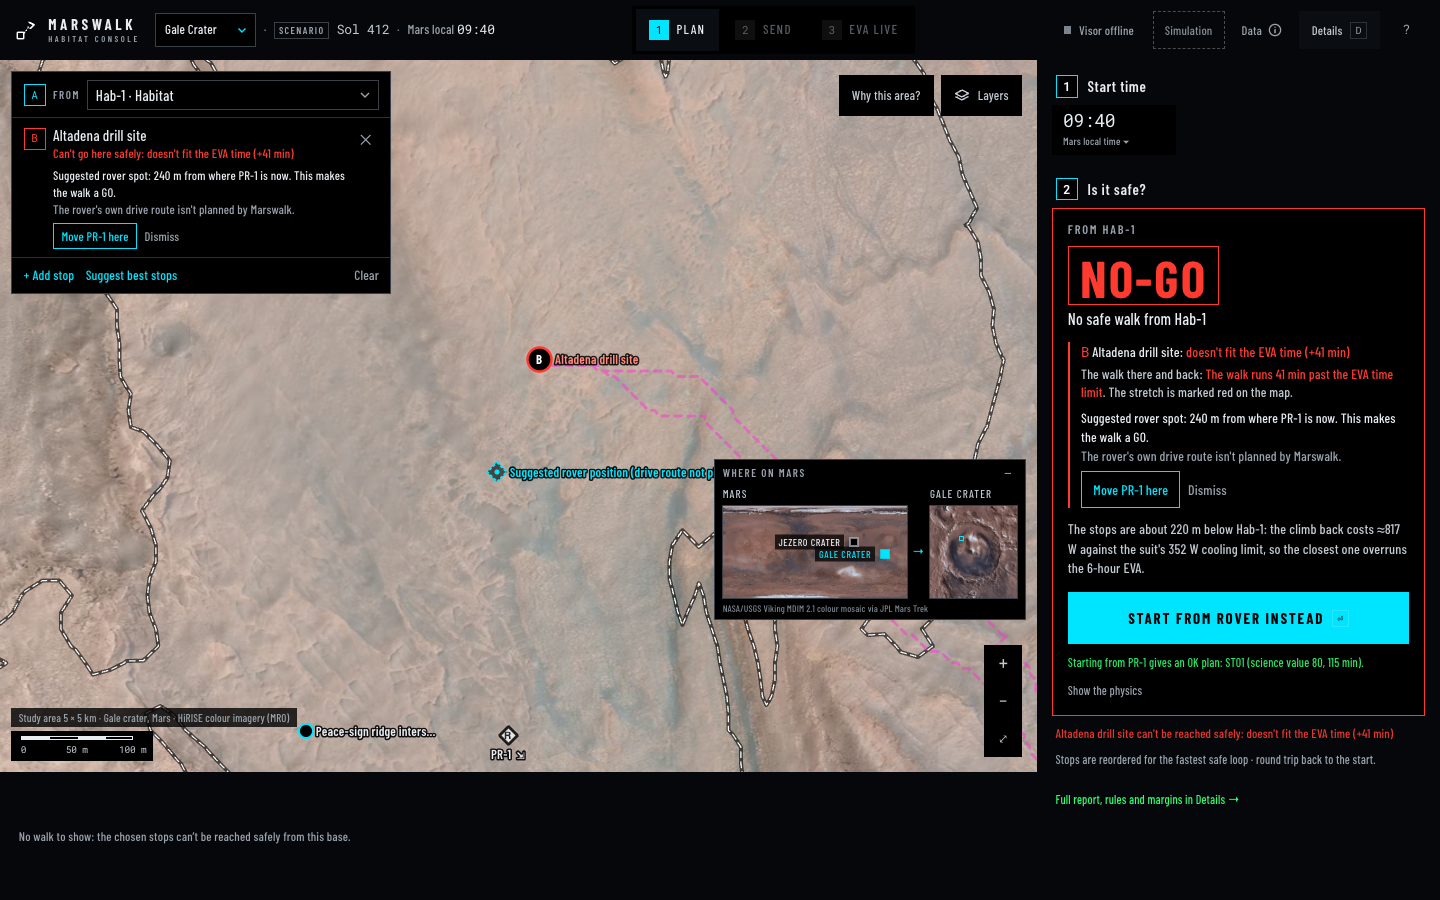 MARSWALK
HABITAT CONSOLE
Gale Crater
· SCENARIO Sol 412 · Mars local 09:40
1 PLAN
2 SEND
3 EVA LIVE
Visor offline
Simulation
Data
Details D
?
A FROM Hab-1 · Habitat
B Altadena drill site
Can't go here safely: doesn't fit the EVA time (+41 min)
Suggested rover spot: 240 m from where PR-1 is now. This makes
the walk a GO.
The rover's own drive route isn't planned by Marswalk.
Move PR-1 here Dismiss
+ Add stop Suggest best stops Clear
Why this area?
Layers
B Altadena drill site
Suggested rover position (drive route not p
WHERE ON MARS –
MARS
GALE CRATER
JEZERO CRATER
GALE CRATER
→
NASA/USGS Viking MDIM 2.1 colour mosaic via JPL Mars Trek
+
−
Study area 5 × 5 km · Gale crater, Mars · HiRISE colour imagery (MRO)
0 50 m 100 m
Peace-sign ridge inters...
PR-1
No walk to show: the chosen stops can't be reached safely from this base.
1 Start time
09:40
Mars local time
2 Is it safe?
FROM HAB-1
NO-GO
No safe walk from Hab-1
B Altadena drill site: doesn't fit the EVA time (+41 min)
The walk there and back: The walk runs 41 min past the EVA time
limit. The stretch is marked red on the map.
Suggested rover spot: 240 m from where PR-1 is now. This makes
the walk a GO.
The rover's own drive route isn't planned by Marswalk.
Move PR-1 here Dismiss
The stops are about 220 m below Hab-1: the climb back costs ≈817
W against the suit's 352 W cooling limit, so the closest one overruns
the 6-hour EVA.
START FROM ROVER INSTEAD ⏎
Starting from PR-1 gives an OK plan: ST01 (science value 80, 115 min).
Show the physics
Altadena drill site can't be reached safely: doesn't fit the EVA time (+41 min)
Stops are reordered for the fastest safe loop · round trip back to the start.
Full report, rules and margins in Details →